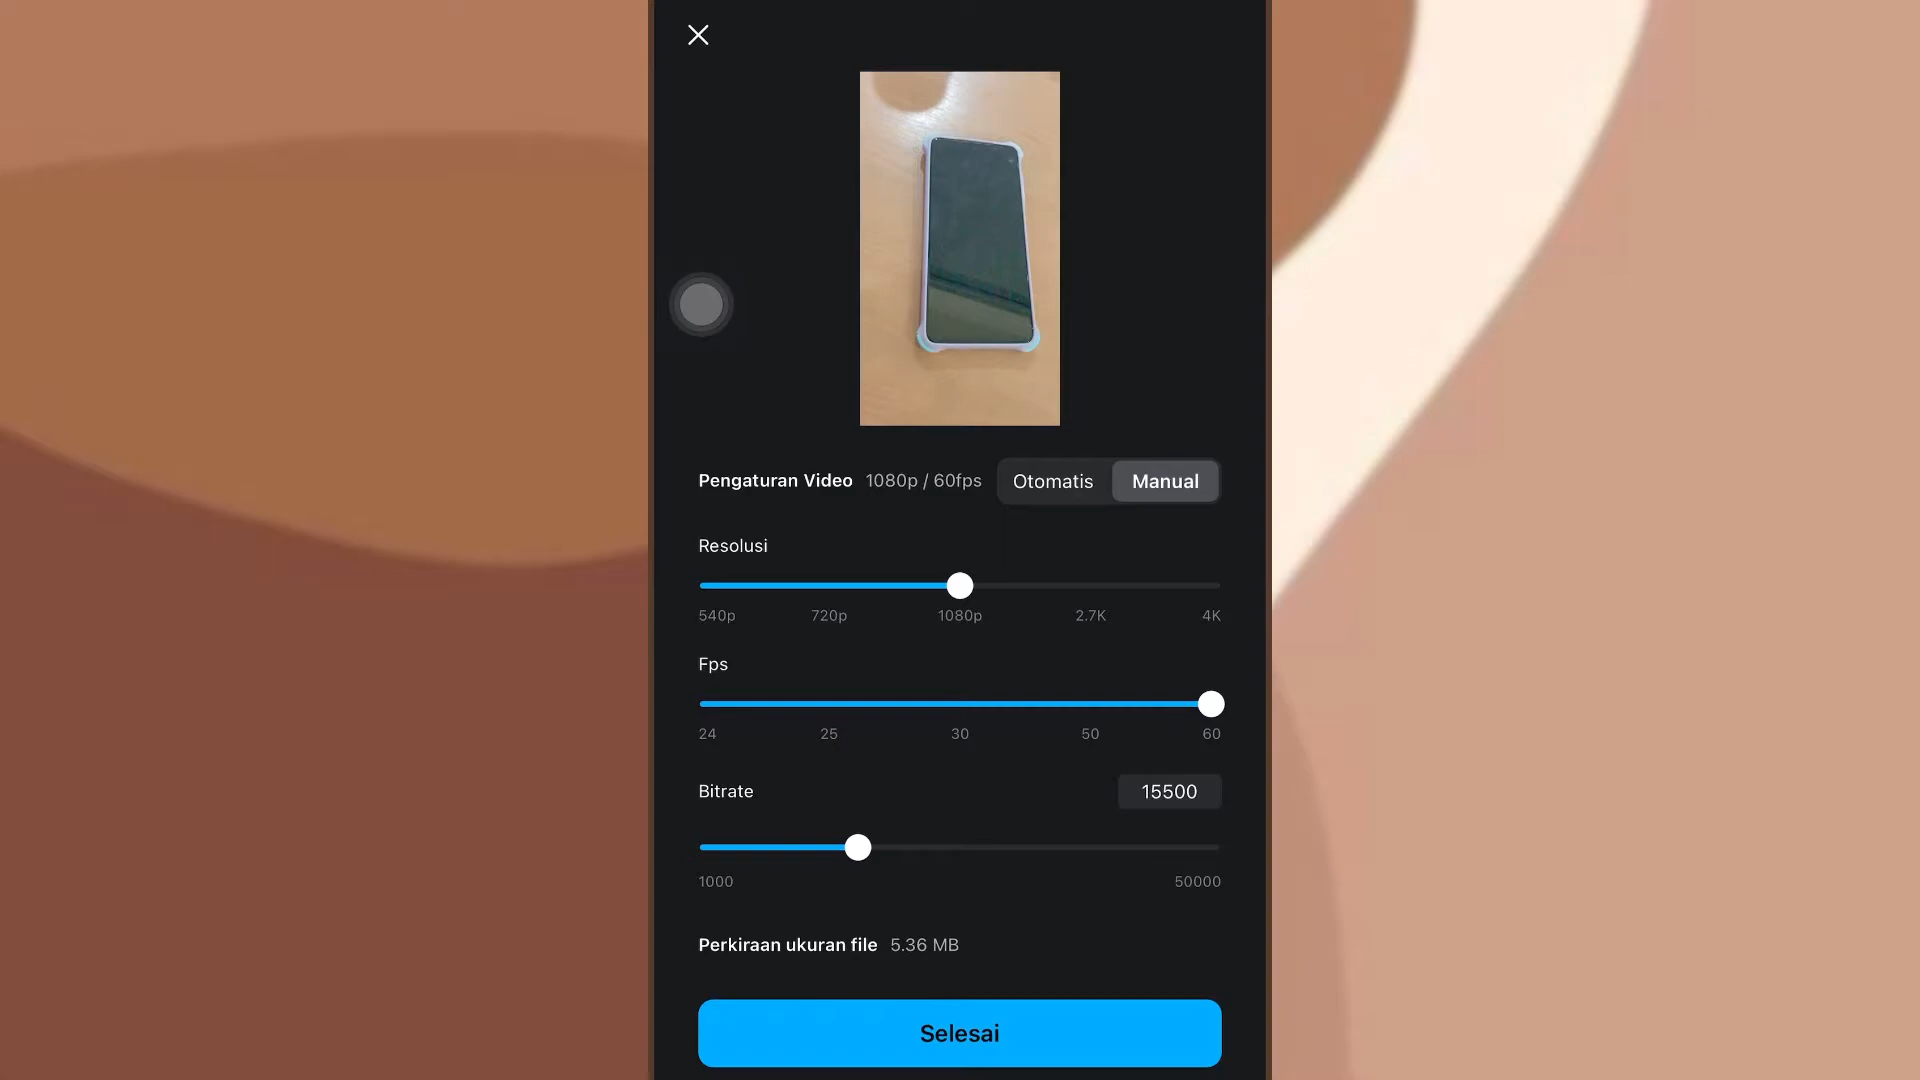 Pengaturan Video 1080p / 60fps Otomatis Manual
Resolusi
540p 720p 1080p 2.7K 4K
Fps
24 25 30 50 60
Bitrate 15500
1000 50000
Perkiraan ukuran file 5.36 MB
Selesai